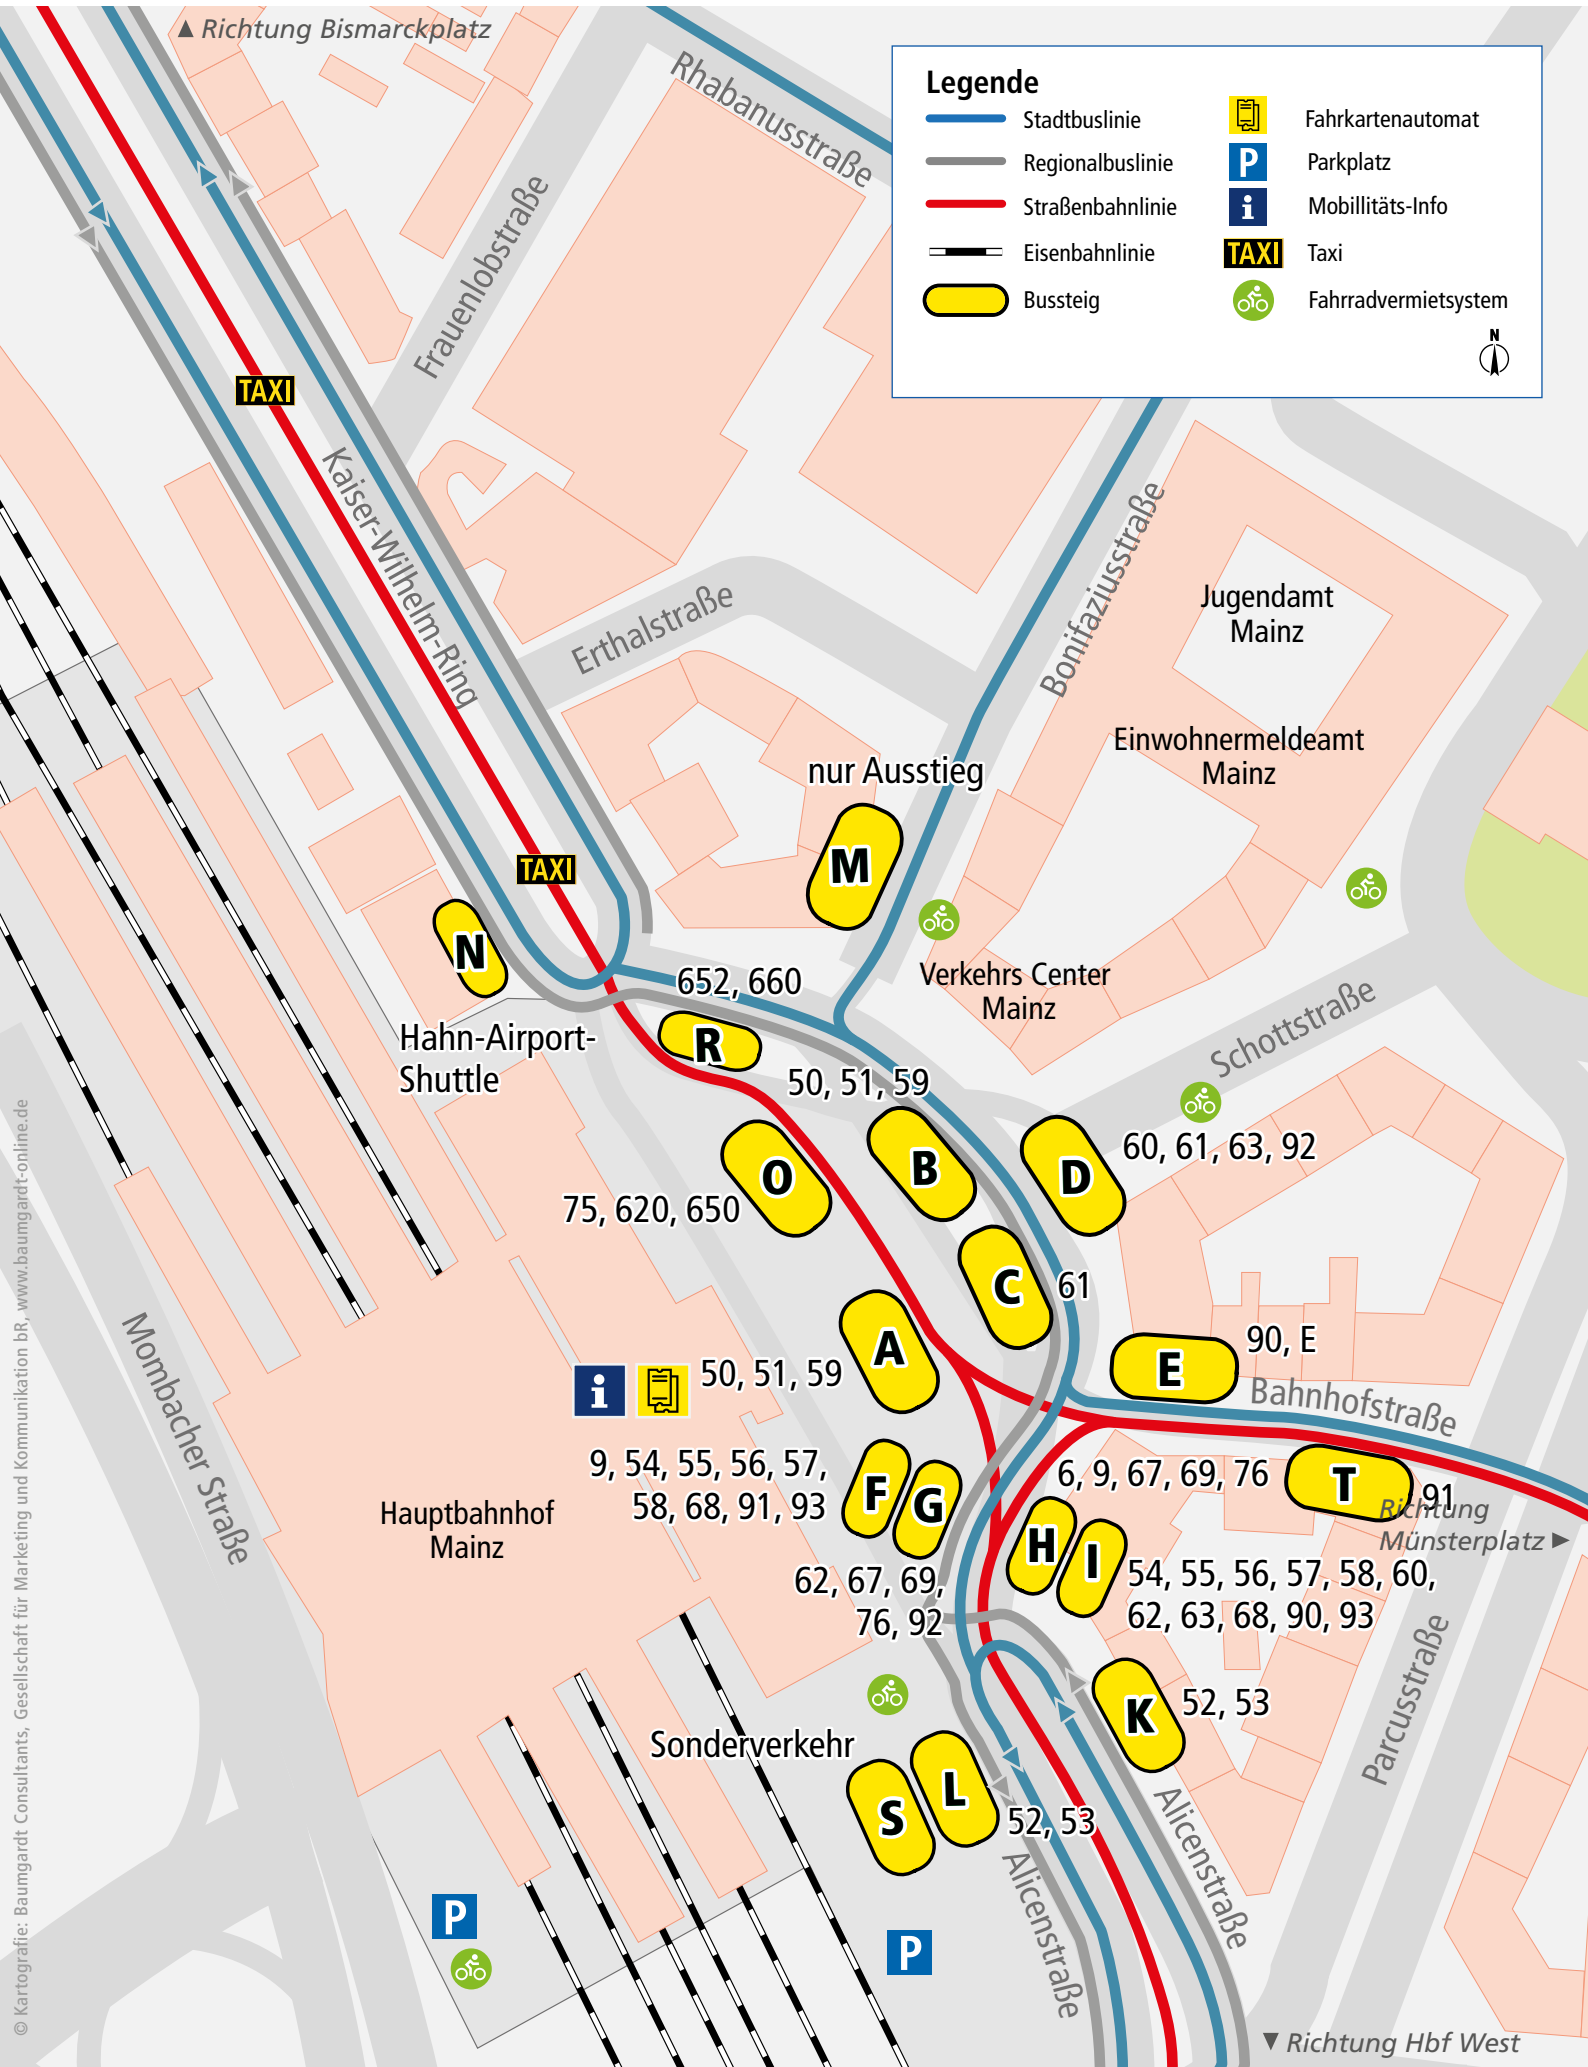 ▲ Richtung Bismarckplatz
Rhabanusstraße
Legende
Stadtbuslinie
Regionalbuslinie
Straßenbahnlinie
Eisenbahnlinie
Bussteig
Fahrkartenautomat
P
Parkplatz
i
Mobillitäts-Info
TAXI
Taxi
Fahrradvermietsystem
N
Frauenlobstraße
TAXI
Kaiser-Wilhelm-Ring
Bonifaziusstraße
Erthalstraße
Jugendamt
Mainz
Einwohnermeldeamt
Mainz
nur Ausstieg
M
TAXI
N
Verkehrs Center
Mainz
652, 660
Hahn-Airport-
Shuttle
R
Schottstraße
50, 51, 59
B
D
60, 61, 63, 92
O
75, 620, 650
C
61
A
50, 51, 59
i
E
90, E
Bahnhofstraße
Mombacher Straße
9, 54, 55, 56, 57,
58, 68, 91, 93
F
G
6, 9, 67, 69, 76
T
91
Richtung
Münsterplatz ►
Hauptbahnhof
Mainz
H
I
62, 67, 69,
76, 92
54, 55, 56, 57, 58, 60,
62, 63, 68, 90, 93
K
52, 53
Parcusstraße
Sonderverkehr
S
L
52, 53
Alicenstraße
Alicenstraße
P
P
▼ Richtung Hbf West
© Kartografie: Baumgardt Consultants, Gesellschaft für Marketing und Kommunikation bR, www.baumgardt-online.de